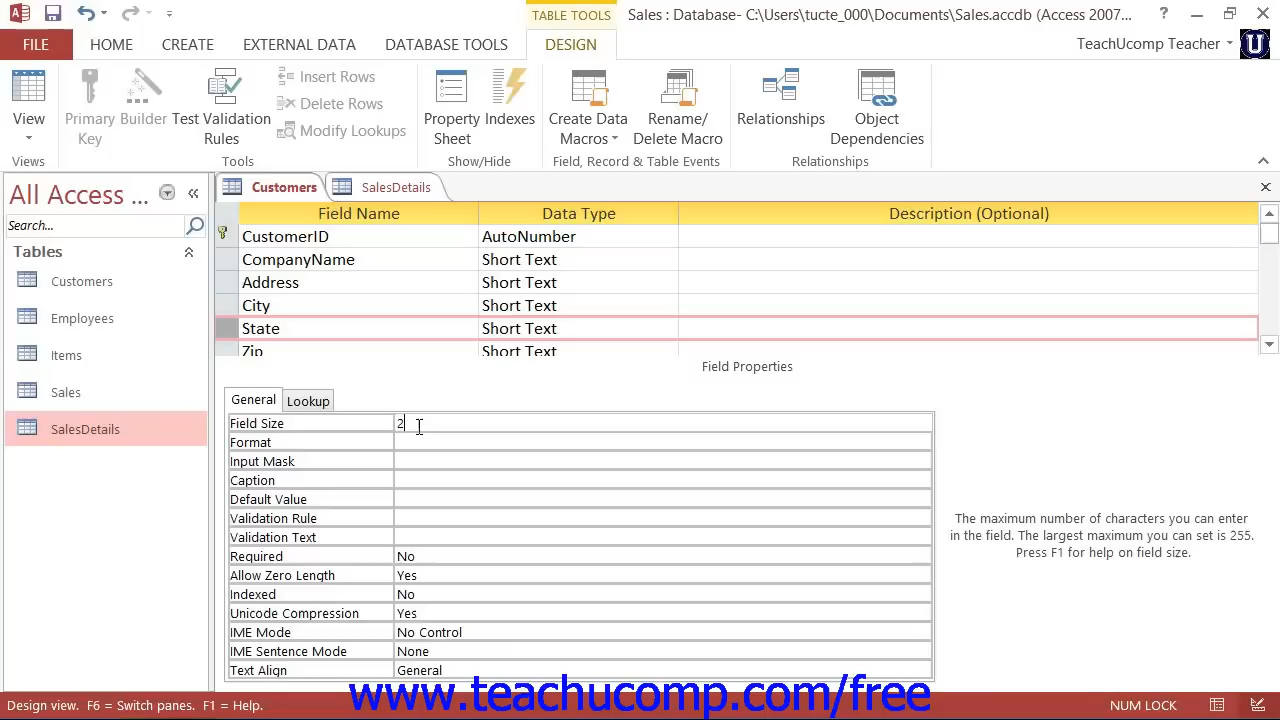 TABLE TOOLS
Sales : Database- C:\Users\tucte_000\Documents\Sales.accdb (Access 2007...
?
FILE HOME CREATE EXTERNAL DATA DATABASE TOOLS DESIGN TeachUcomp Teacher
View
Primary Key
Builder
Test Validation Rules
Insert Rows
Delete Rows
Modify Lookups
Property Sheet
Indexes
Create Data Macros
Rename/ Delete Macro
Relationships
Object Dependencies
Views Tools Show/Hide Field, Record & Table Events Relationships
All Access ...
Search...
Tables
Customers
Employees
Items
Sales
SalesDetails
Customers SalesDetails
Field Name Data Type Description (Optional)
CustomerID AutoNumber
CompanyName Short Text
Address Short Text
City Short Text
State Short Text
Zip Short Text
Field Properties
General Lookup
Field Size 2
Format
Input Mask
Caption
Default Value
Validation Rule
Validation Text
Required No
Allow Zero Length Yes
Indexed No
Unicode Compression Yes
IME Mode No Control
IME Sentence Mode None
Text Align General
The maximum number of characters you can enter
in the field. The largest maximum you can set is 255.
Press F1 for help on field size.
www.teachucomp.com/free
Design view. F6 = Switch panes. F1 = Help. NUM LOCK